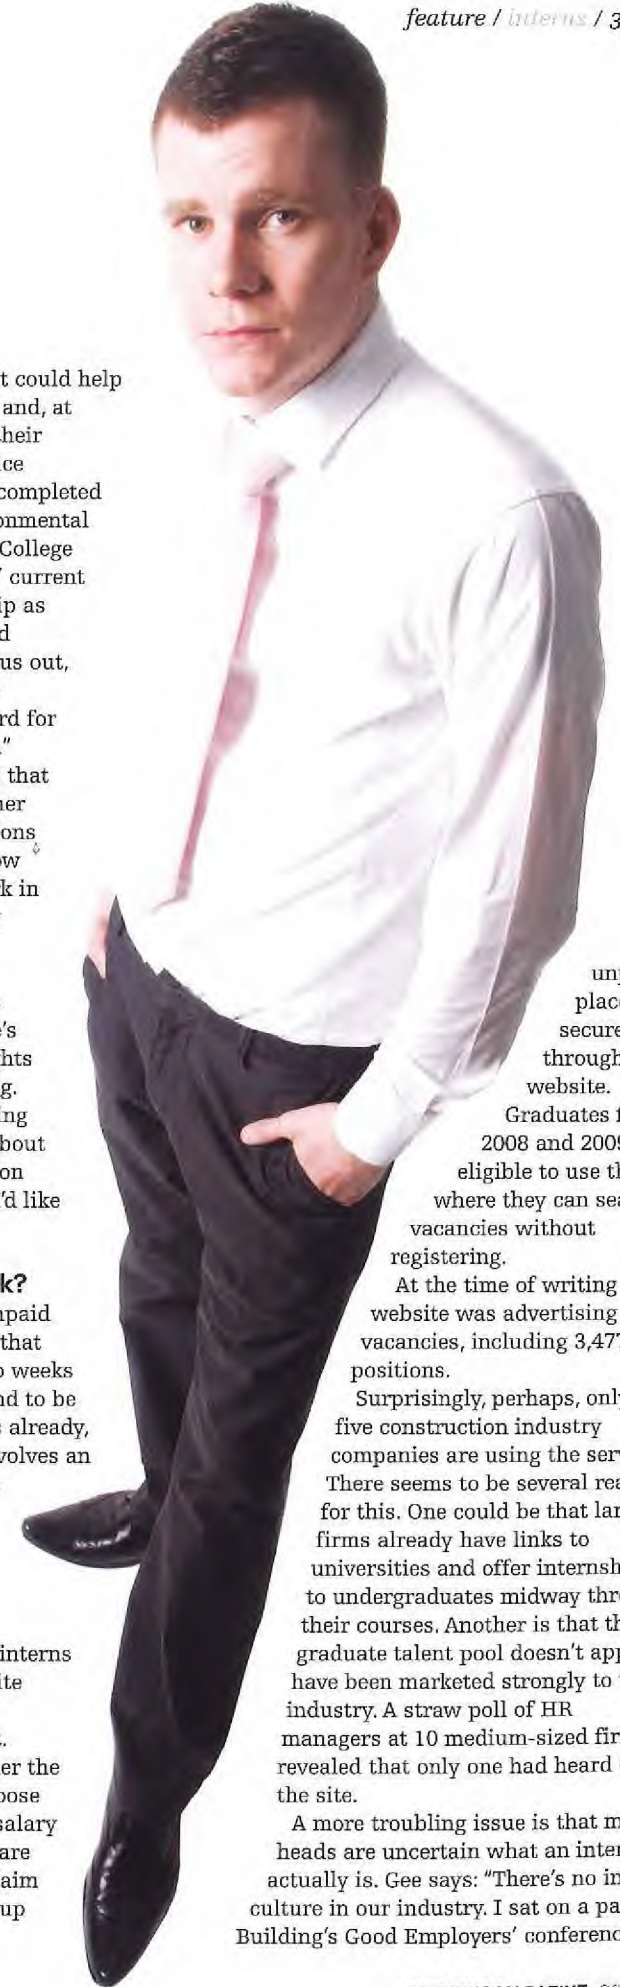 feature / interns / 3
t could help
and, at
their
ce
completed
onmental
College
' current
ip as
d
us out,
rd for
."
that
ner
ons
ow
k in
's
hts
g.
ing
bout
on
'd like
k?
npaid
that
o weeks
nd to be
already,
volves an
interns
ite
er the
pose
salary
are
aim
up
unp
place
secure
through
website.
Graduates f
2008 and 2009
eligible to use th
where they can sea
vacancies without
registering.
At the time of writing
website was advertising
vacancies, including 3,477
positions.
Surprisingly, perhaps, only
five construction industry
companies are using the serv
There seems to be several rea
for this. One could be that lar
firms already have links to
universities and offer internsh
to undergraduates midway thro
their courses. Another is that th
graduate talent pool doesn't app
have been marketed strongly to
industry. A straw poll of HR
managers at 10 medium-sized fir
revealed that only one had heard
the site.
A more troubling issue is that m
heads are uncertain what an inter
actually is. Gee says: "There's no in
culture in our industry. I sat on a pa
Building's Good Employers' conferenc